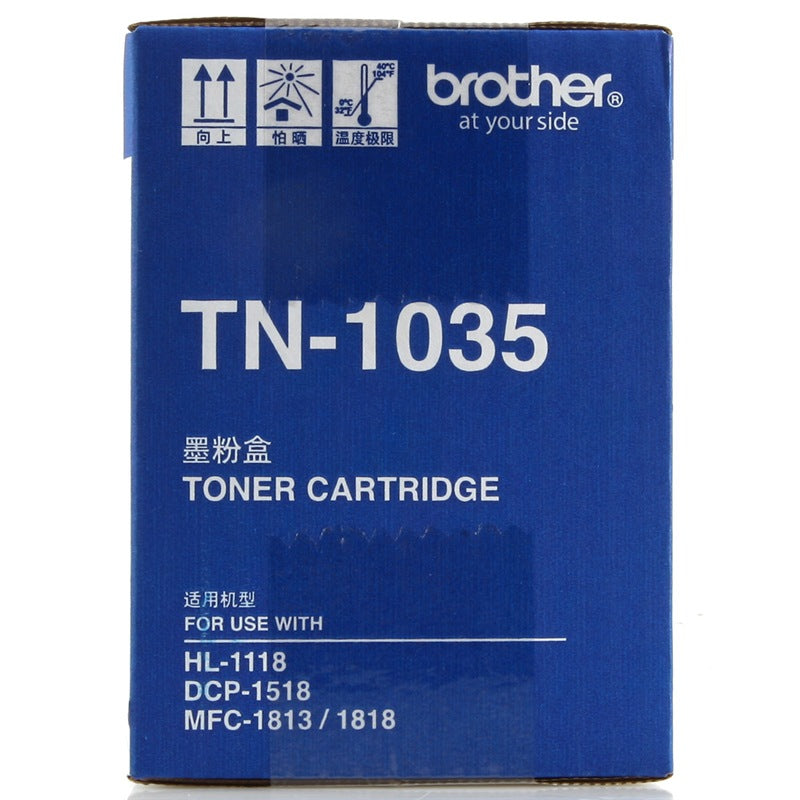 40°C
104°F
0°C
32°F
向上
怕晒
温度极限
brother®
at your side
TN-1035
墨粉盒
TONER CARTRIDGE
适用机型
FOR USE WITH
HL-1118
DCP-1518
MFC-1813 / 1818